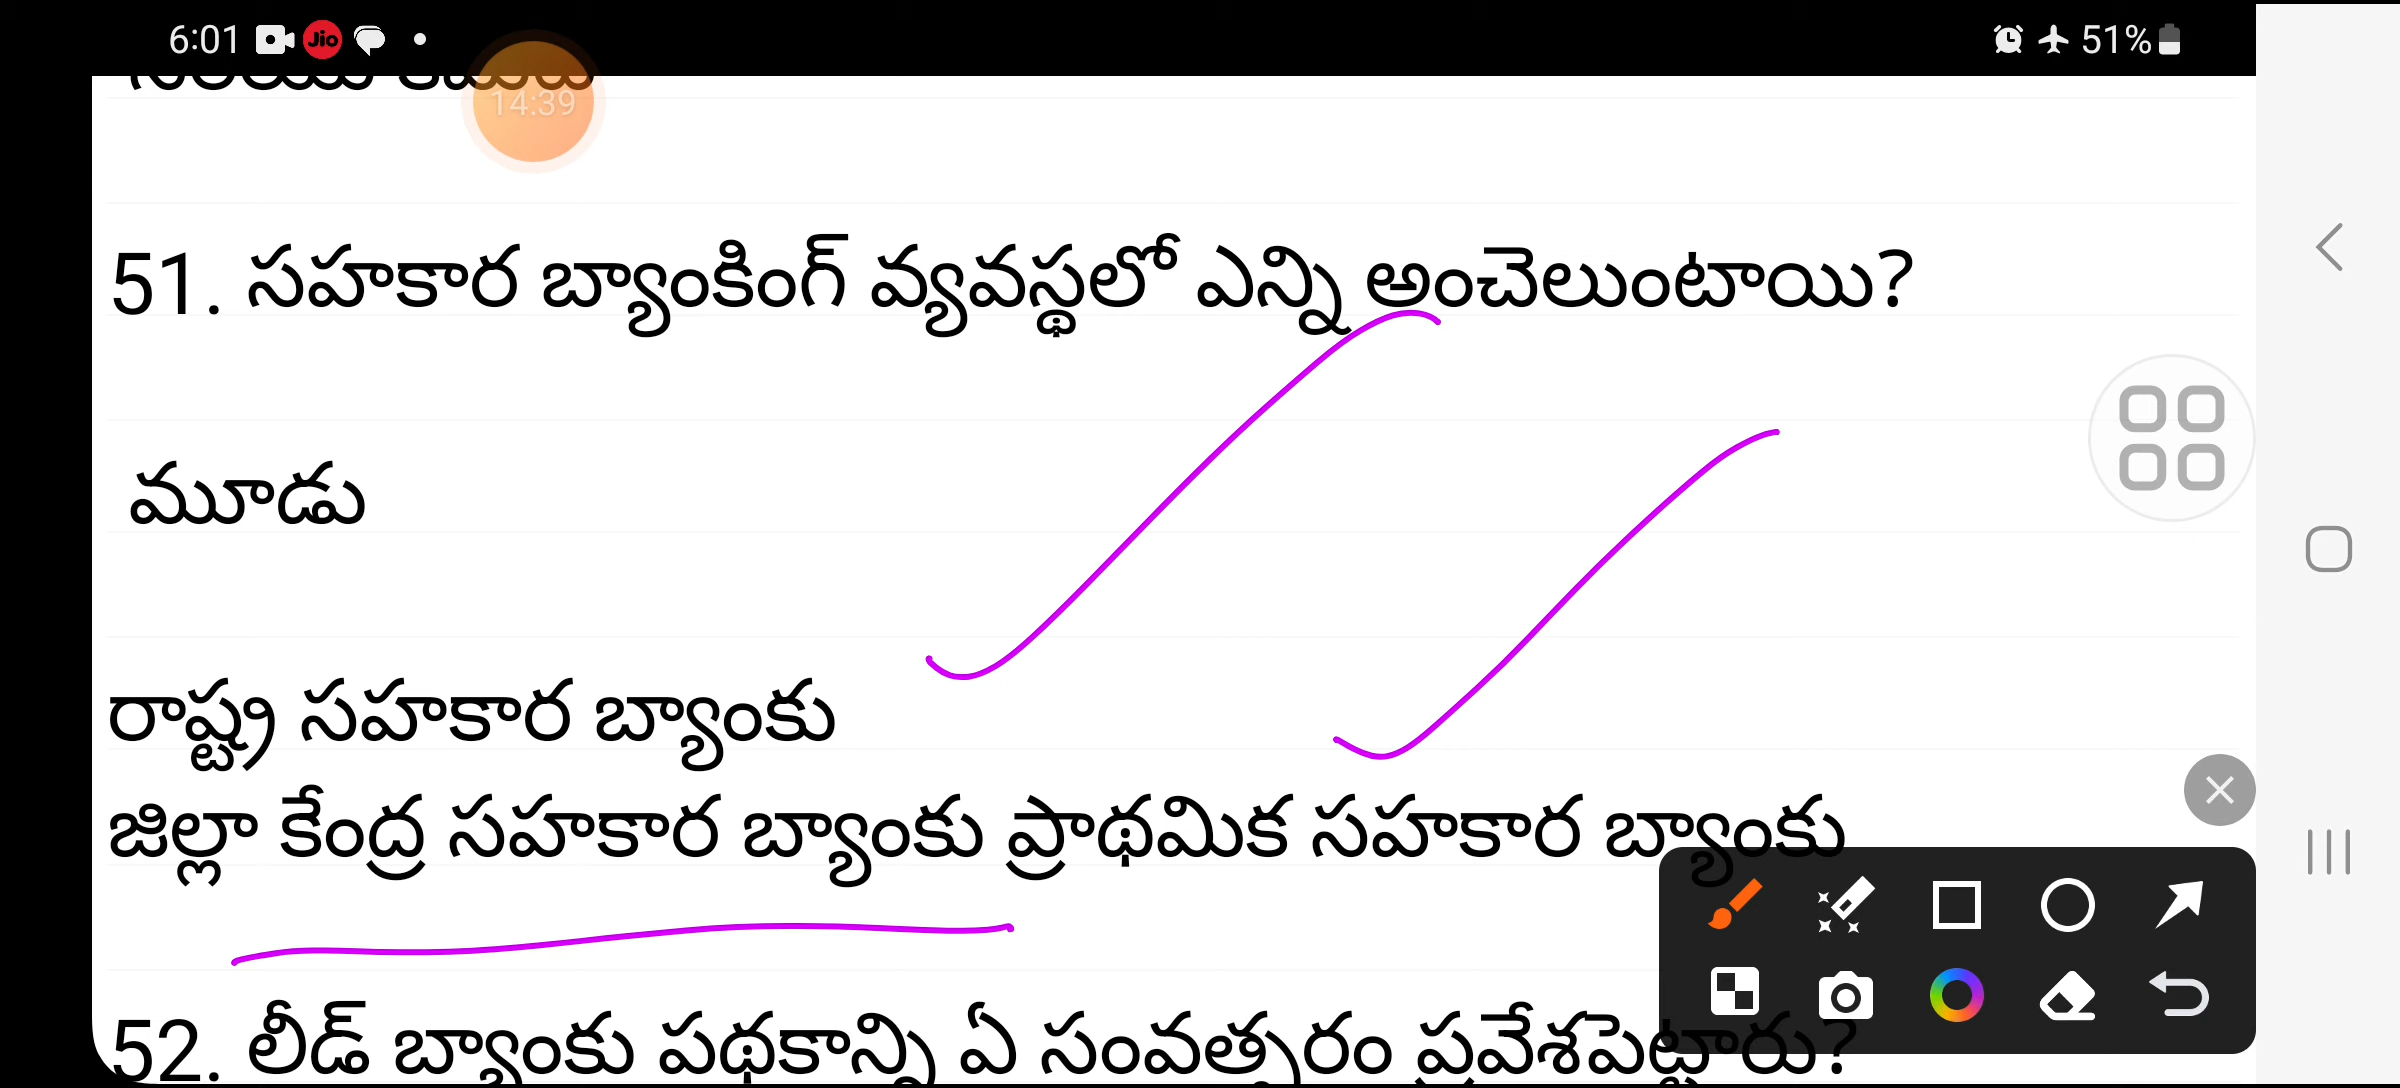 6:01 Jio 51%
14:39
51. సహకార బ్యాంకింగ్ వ్యవస్థలో ఎన్ని అంచెలుంటాయి?
మూడు
రాష్ట్ర సహకార బ్యాంకు
జిల్లా కేంద్ర సహకార బ్యాంకు ప్రాథమిక సహకార బ్యాంకు
52. లీడ్ బ్యాంకు పథకాన్ని ఏ సంవత్సరం ప్రవేశపెట్టారు?